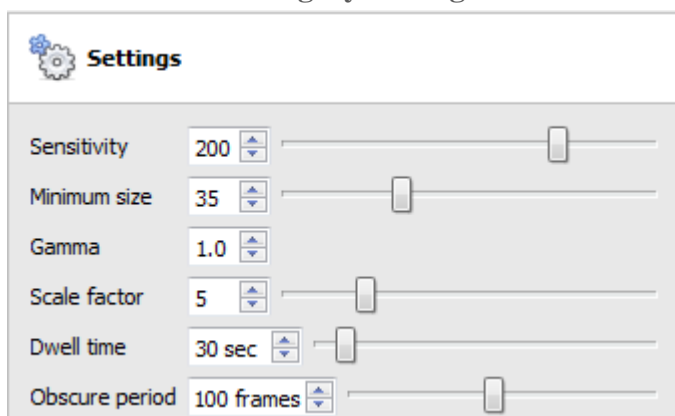 Settings
Sensitivity 200
Minimum size 35
Gamma 1.0
Scale factor 5
Dwell time 30 sec
Obscure period 100 frames